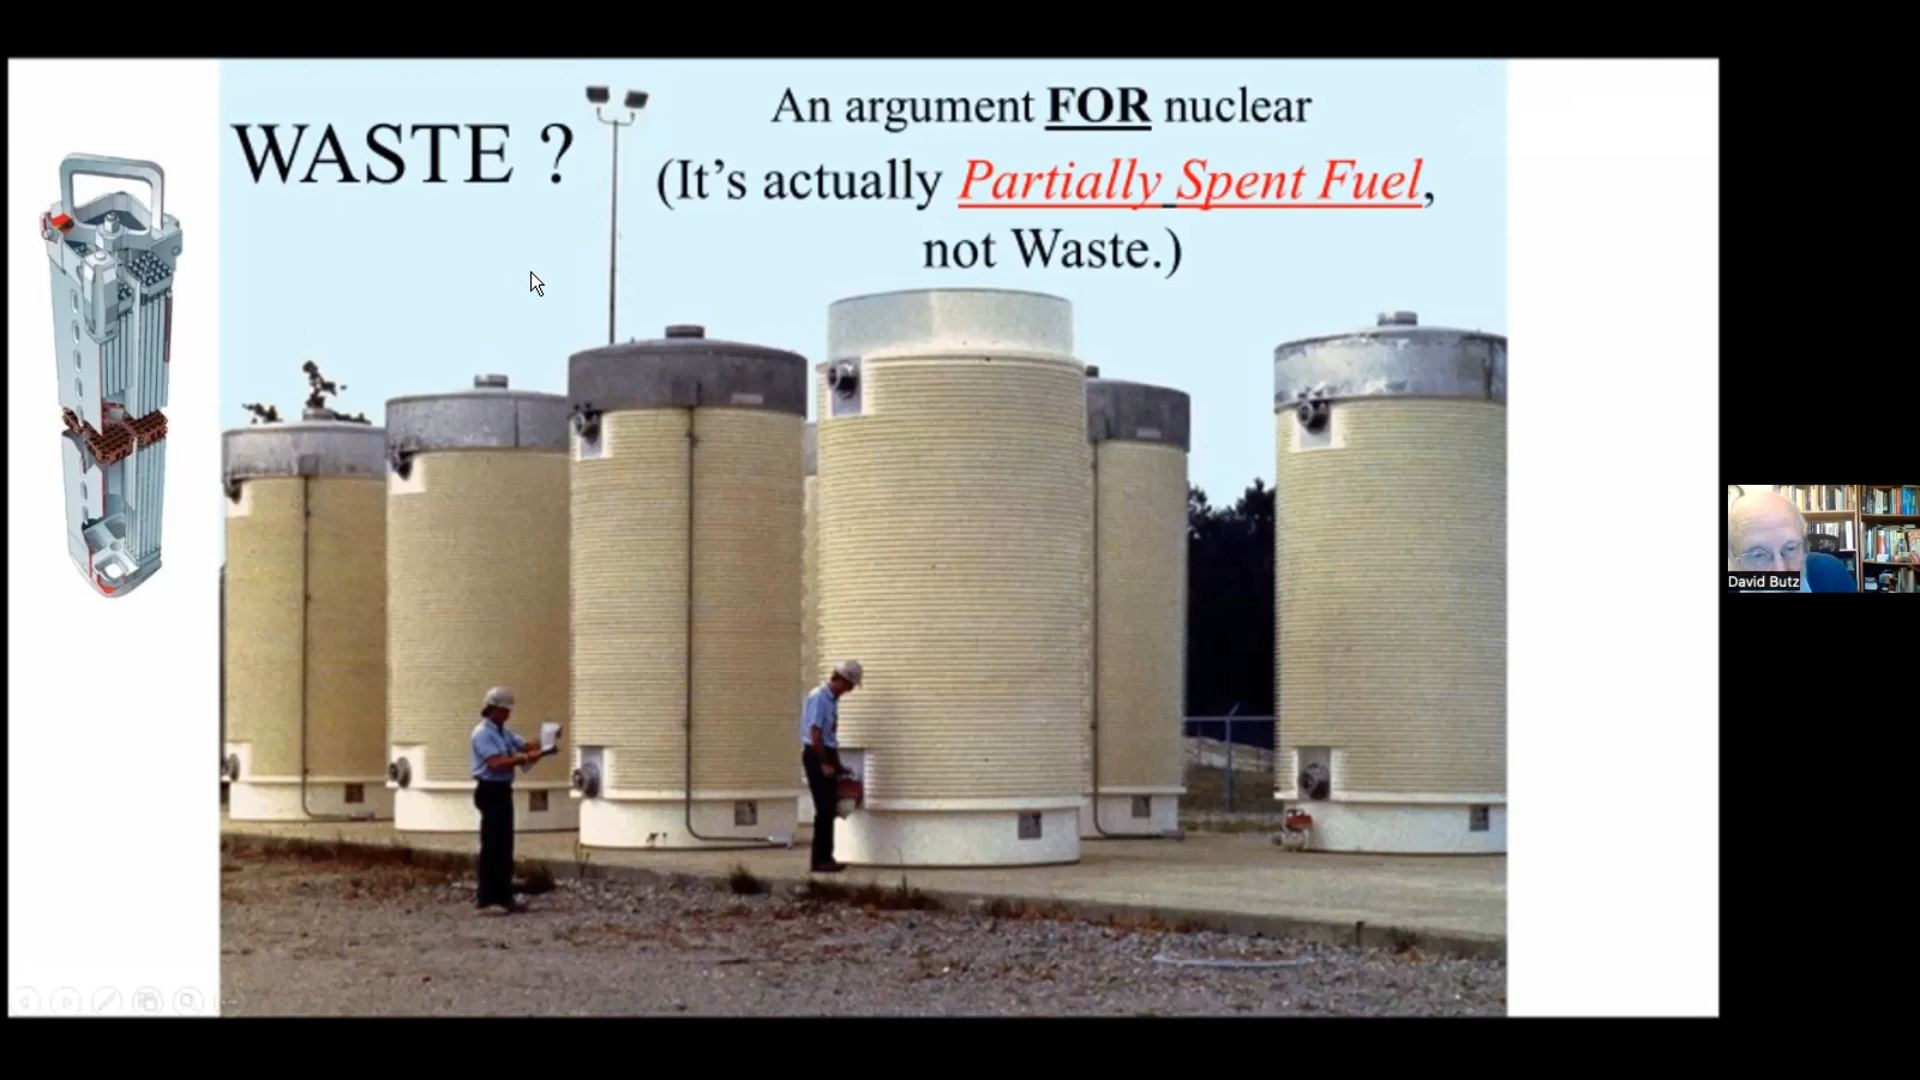 WASTE ?
An argument FOR nuclear
(It’s actually Partially Spent Fuel,
not Waste.)
David Butz